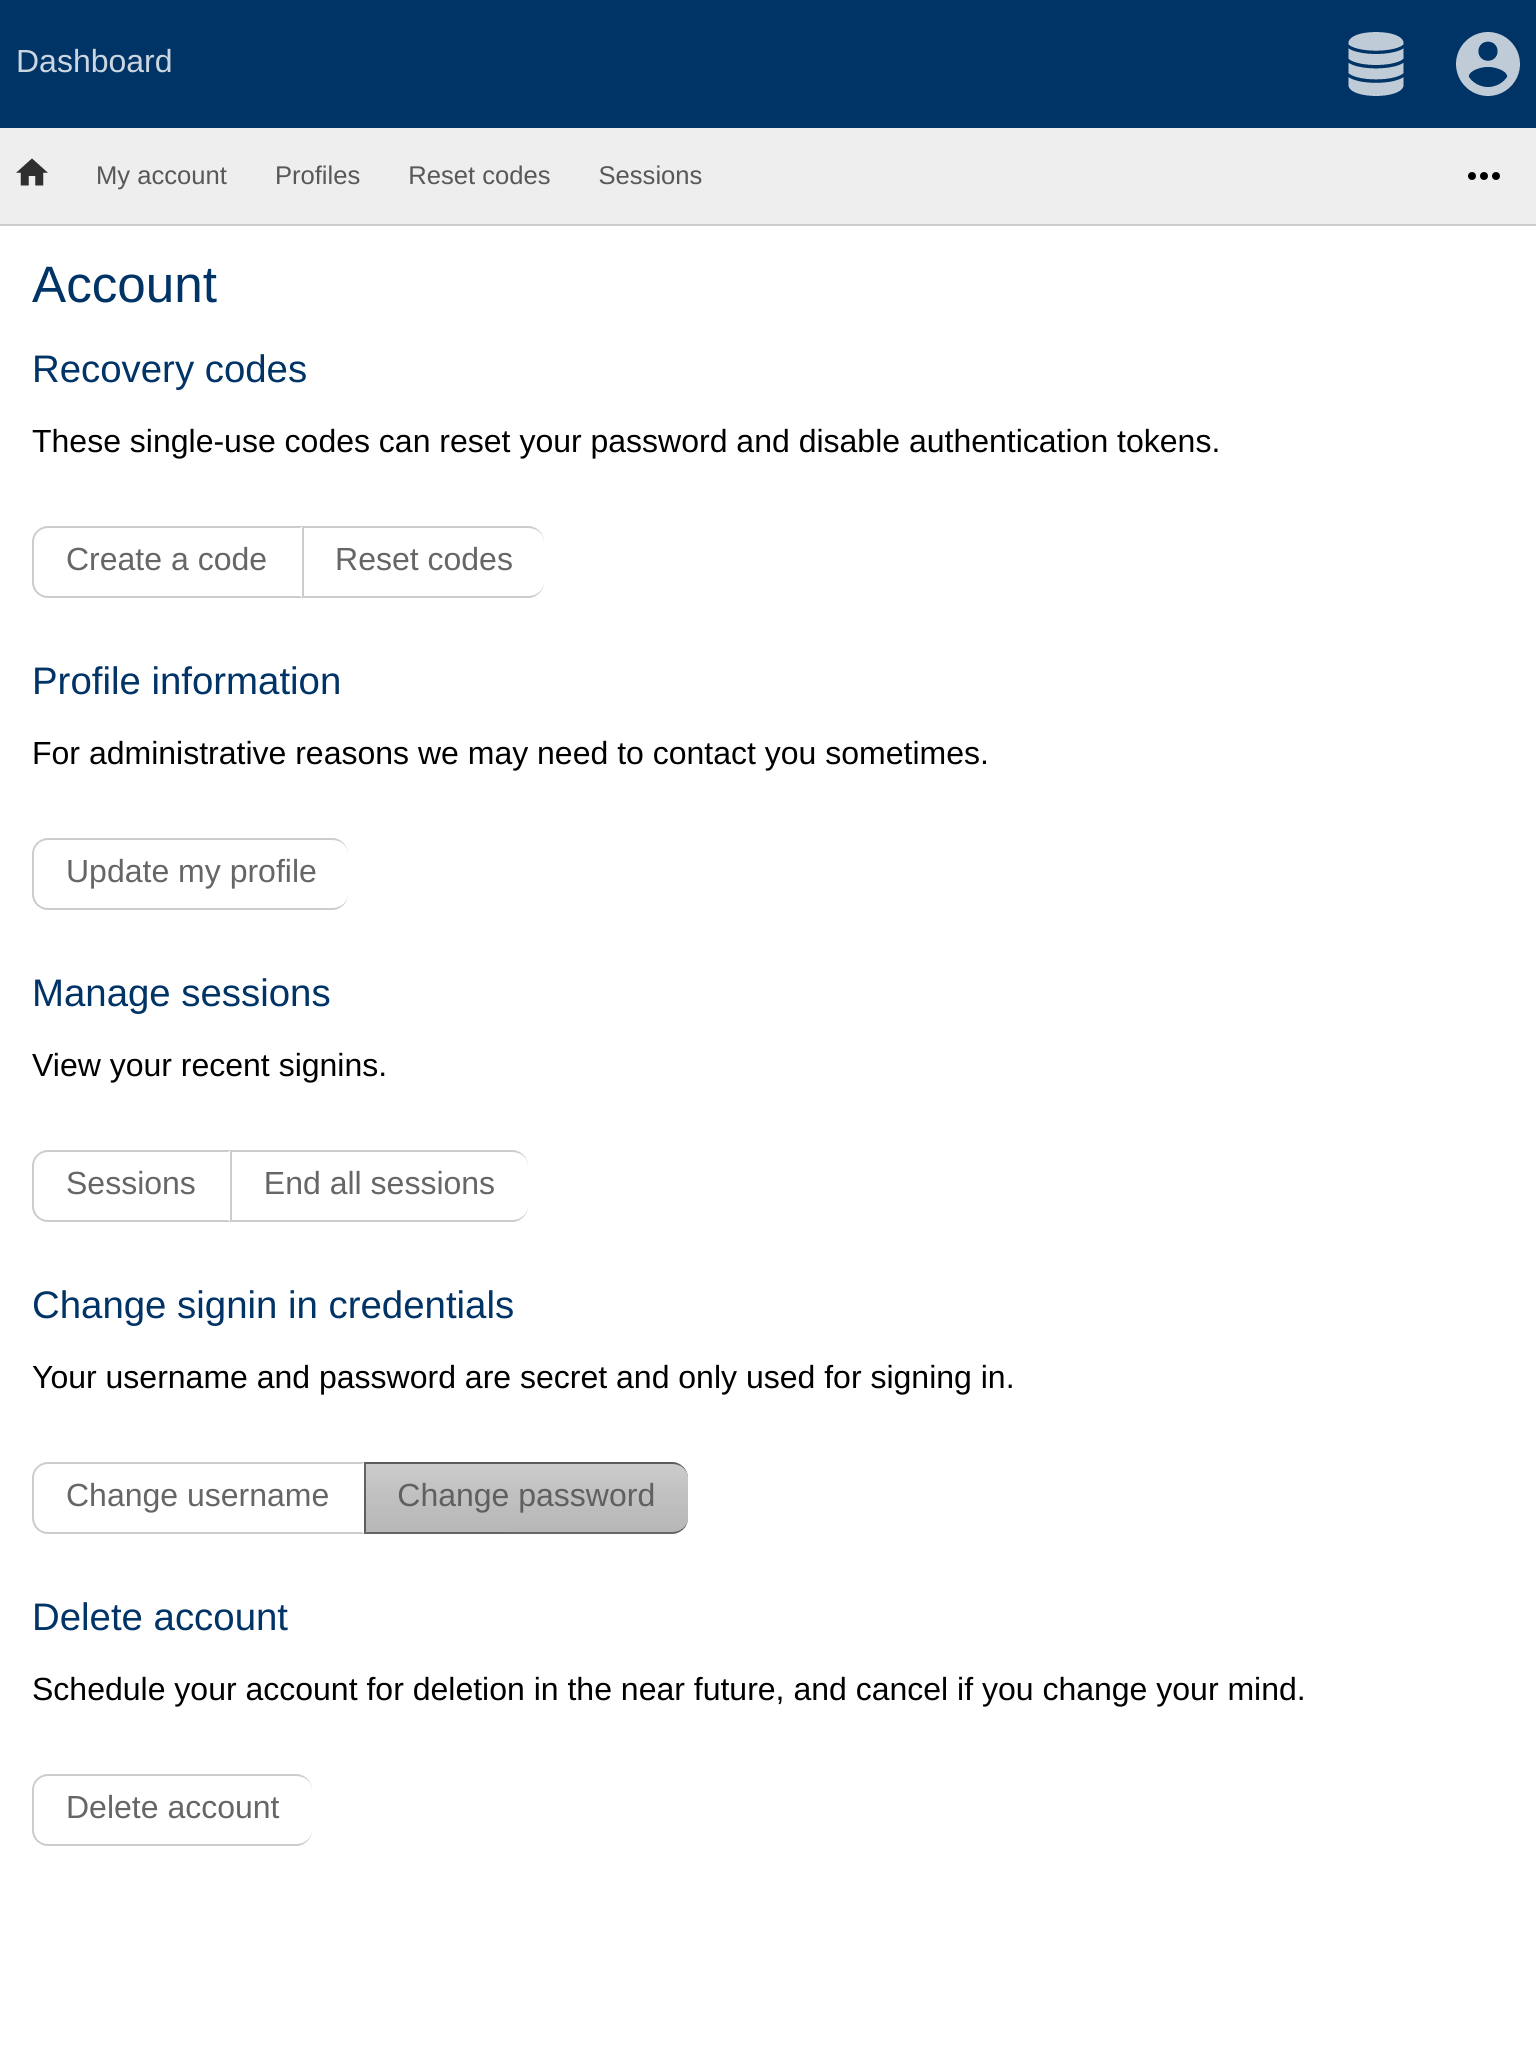 Dashboard
My account Profiles Reset codes Sessions
Account
Recovery codes
These single-use codes can reset your password and disable authentication tokens.
Create a code Reset codes
Profile information
For administrative reasons we may need to contact you sometimes.
Update my profile
Manage sessions
View your recent signins.
Sessions End all sessions
Change signin in credentials
Your username and password are secret and only used for signing in.
Change username Change password
Delete account
Schedule your account for deletion in the near future, and cancel if you change your mind.
Delete account